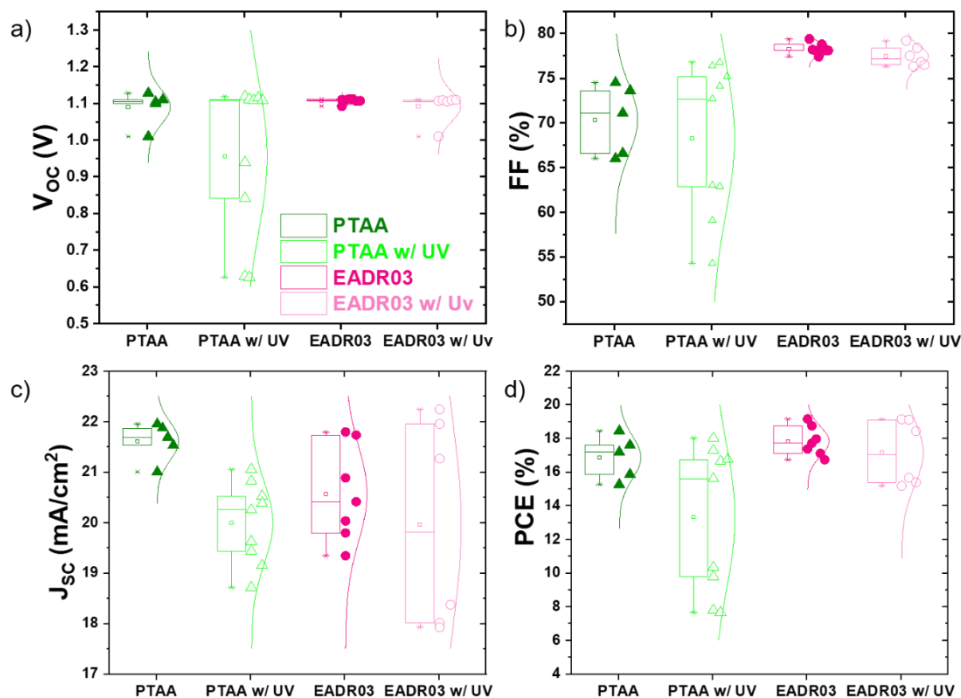 a)
1.3
1.2
1.1
1.0
0.9
0.8
0.7
0.6
0.5
V_OC (V)
PTAA
PTAA w/ UV
EADR03
EADR03 w/ Uv
PTAA
PTAA w/ UV
EADR03
EADR03 w/ Uv
b)
80
75
70
65
60
55
50
FF (%)
PTAA
PTAA w/ UV
EADR03
EADR03 w/ Uv
c)
23
22
21
20
19
18
17
J_SC (mA/cm²)
PTAA
PTAA w/ UV
EADR03
EADR03 w/ Uv
d)
22
20
18
16
14
12
10
8
6
4
PCE (%)
PTAA
PTAA w/ UV
EADR03
EADR03 w/ UV